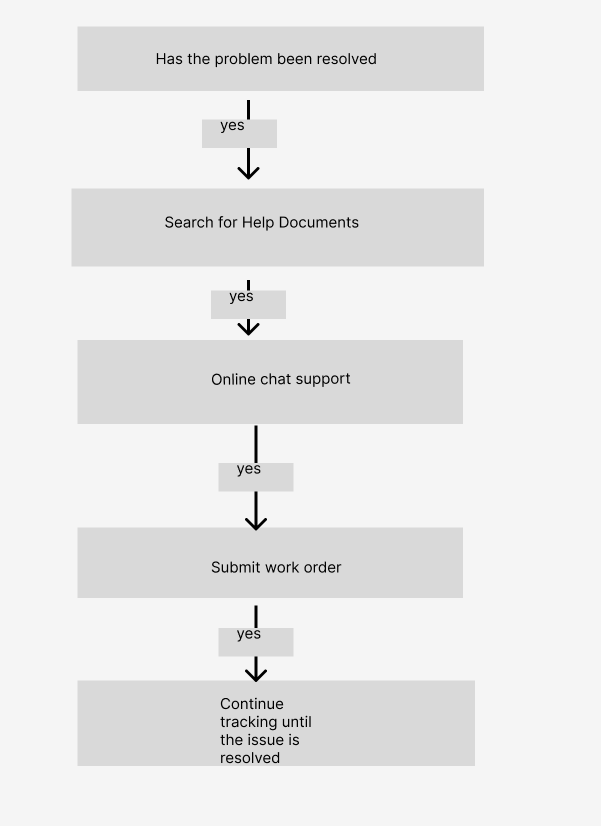 Has the problem been resolved
yes
Search for Help Documents
yes
Online chat support
yes
Submit work order
yes
Continue
tracking until
the issue is
resolved